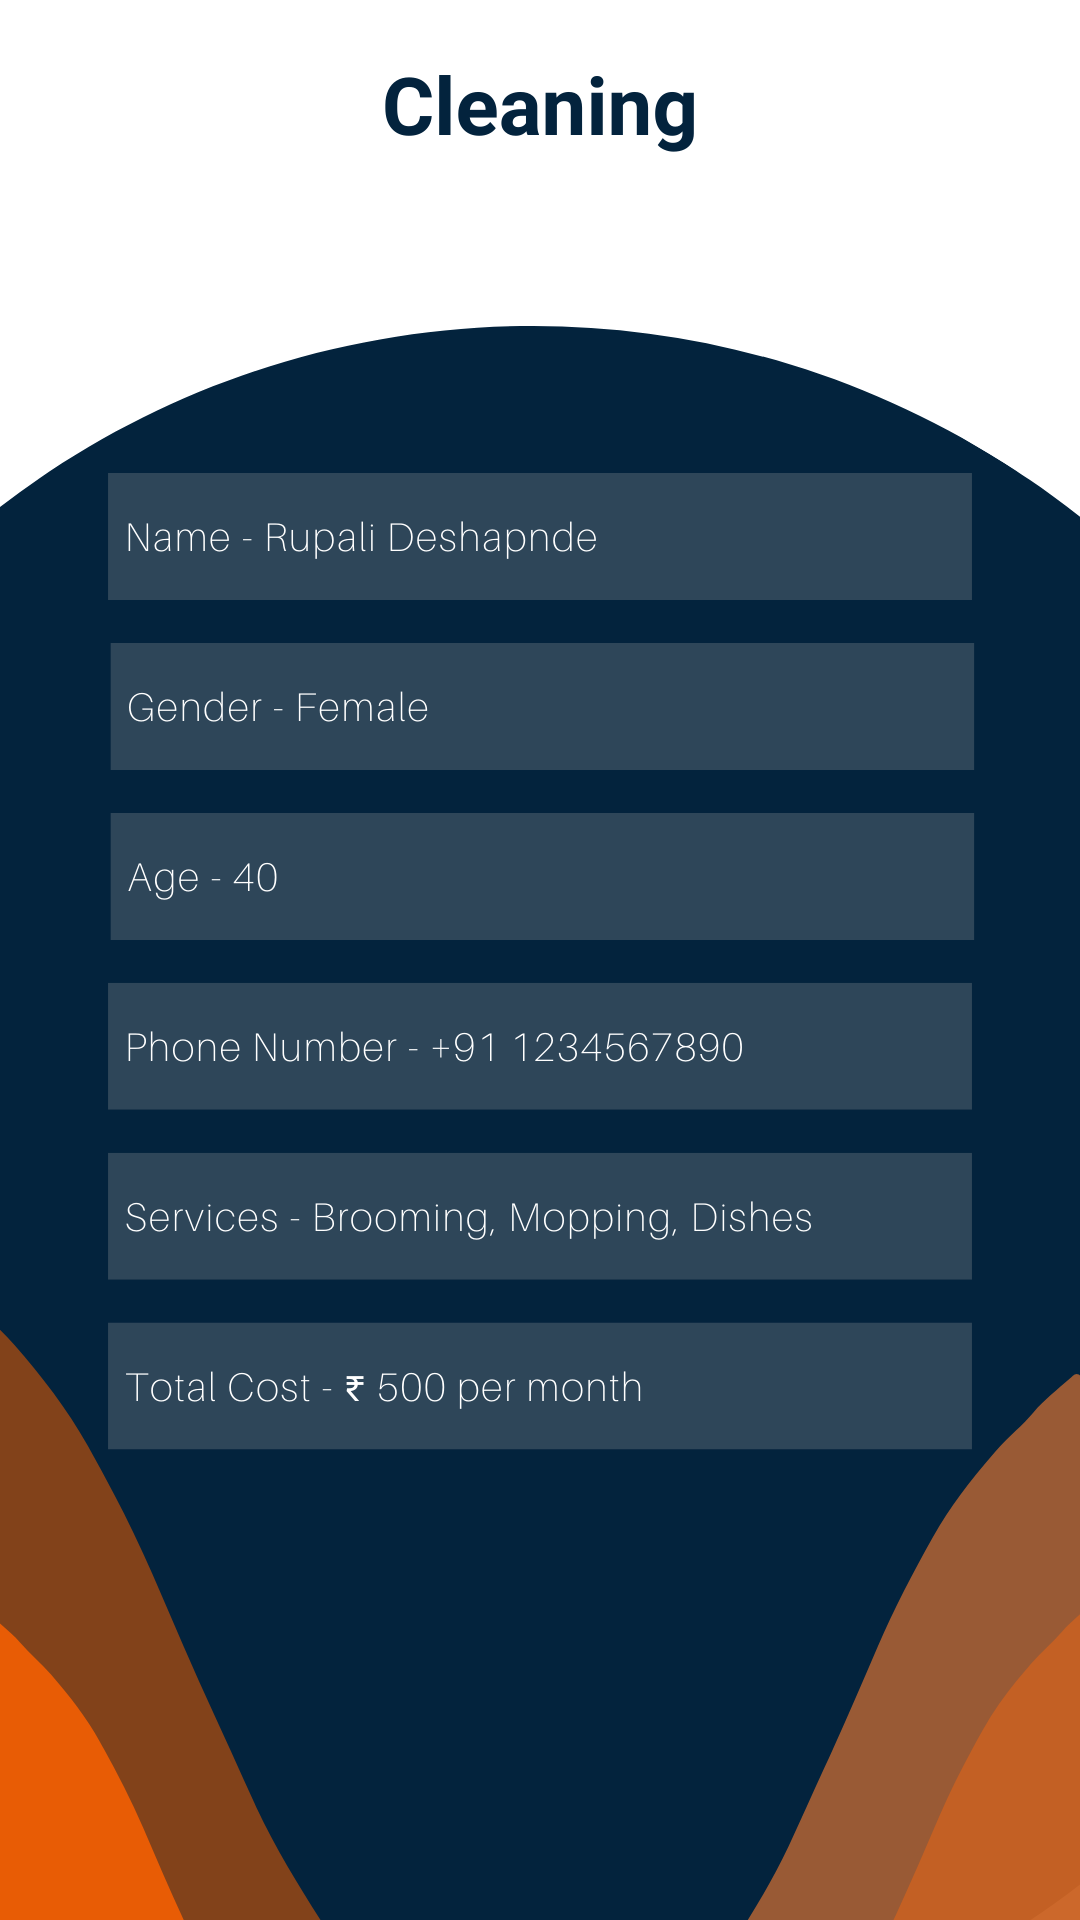 Cleaning
Name - Rupali Deshapnde
Gender - Female
Age - 40
Phone Number - +91 1234567890
Services - Brooming, Mopping, Dishes
Total Cost - ₹ 500 per month